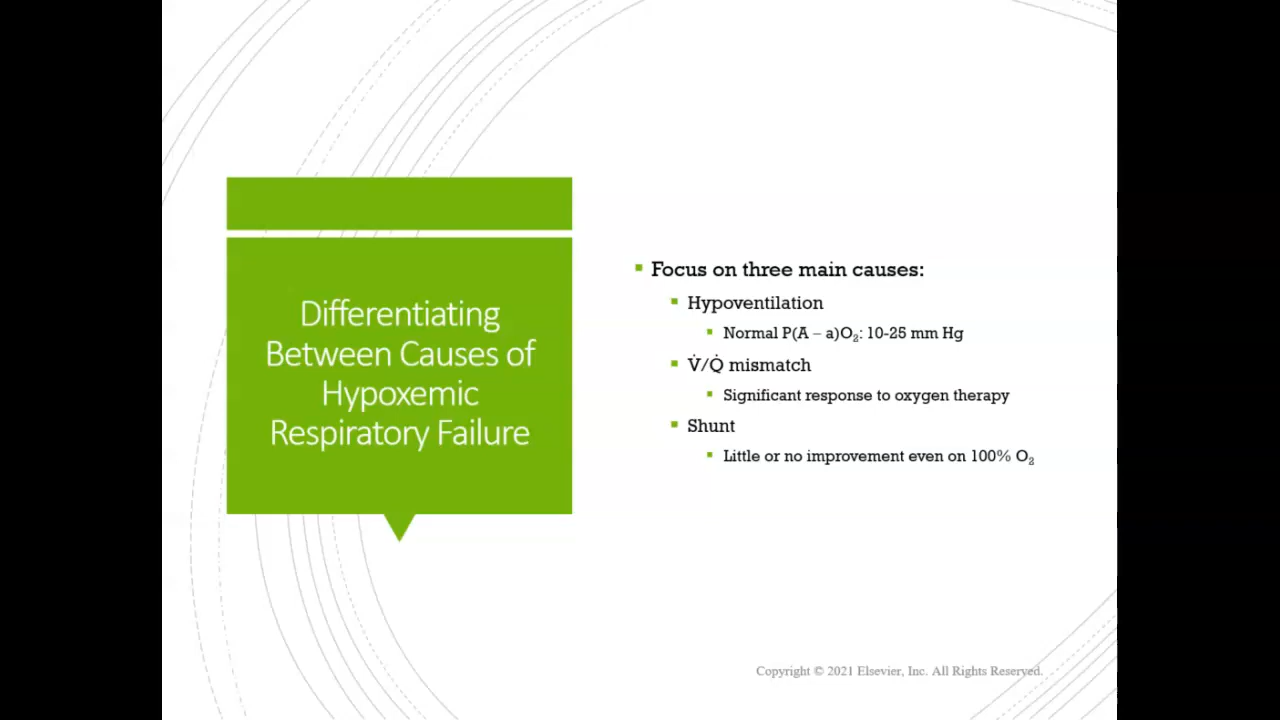 Differentiating
Between Causes of
Hypoxemic
Respiratory Failure
Focus on three main causes:
Hypoventilation
Normal P(A – a)O₂: 10-25 mm Hg
V̇/Q̇ mismatch
Significant response to oxygen therapy
Shunt
Little or no improvement even on 100% O₂
Copyright © 2021 Elsevier, Inc. All Rights Reserved.